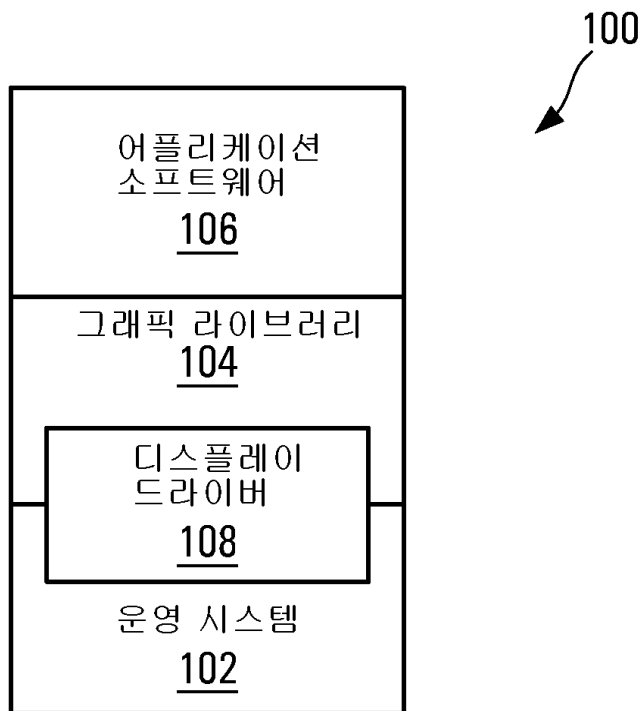 100
어플리케이션
소프트웨어
106
그래픽 라이브러리
104
디스플레이
드라이버
108
운영 시스템
102